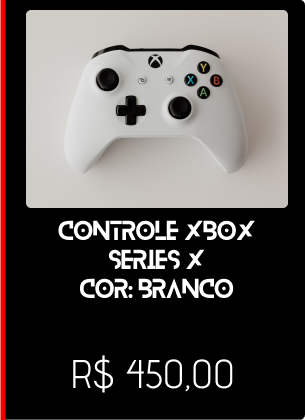 Y
X B
A
CONTROLE XBOX
SERIES X
COR: BRANCO
R$ 450,00